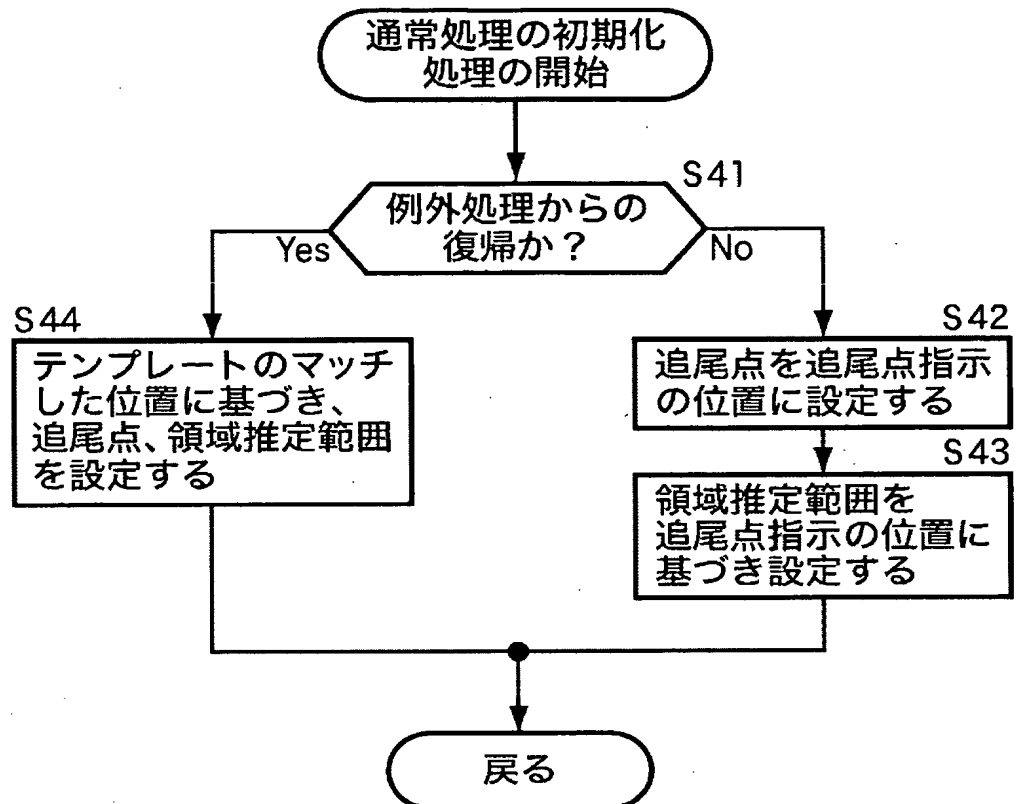 通常処理の初期化
処理の開始
S41
例外処理からの
復帰か？
Yes
No
S44
テンプレートのマッチ
した位置に基づき、
追尾点、領域推定範囲
を設定する
S42
追尾点を追尾点指示
の位置に設定する
S43
領域推定範囲を
追尾点指示の位置に
基づき設定する
戻る